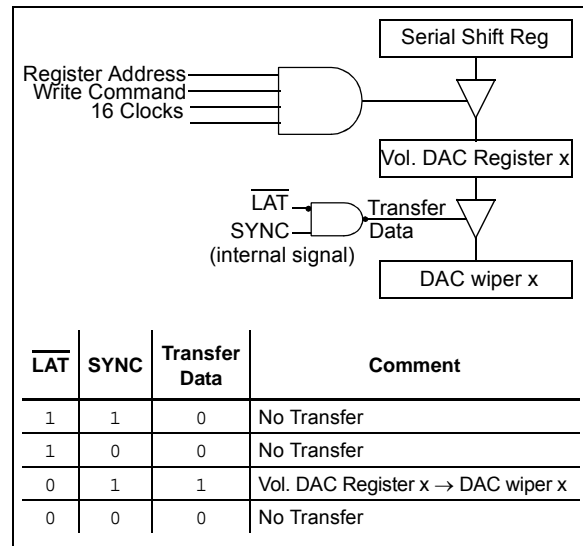 Serial Shift Reg
Register Address
Write Command
16 Clocks
Vol. DAC Register x
LAT
Transfer
SYNC
Data
(internal signal)
DAC wiper x
LAT SYNC Transfer Data Comment
1 1 0 No Transfer
1 0 0 No Transfer
0 1 1 Vol. DAC Register x → DAC wiper x
0 0 0 No Transfer